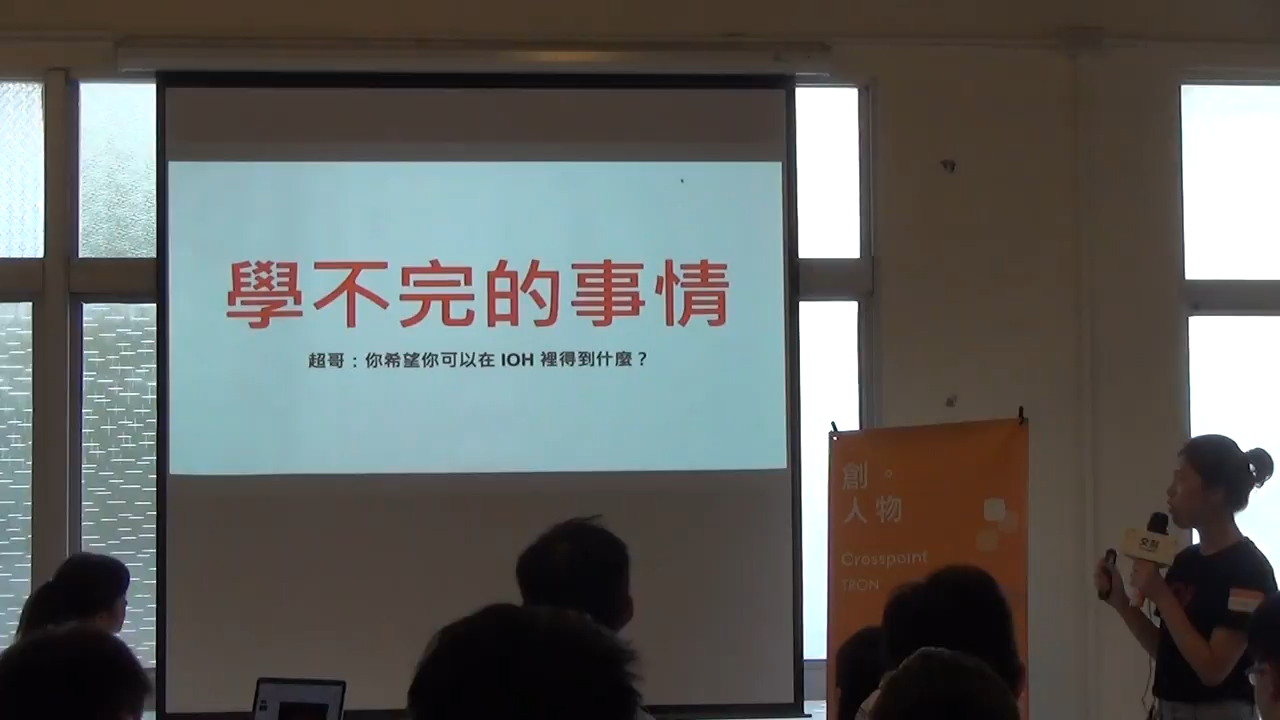 學不完的事情
超哥：你希望你可以在 IOH 裡得到什麼？
創。
人物
Crosspoint
TRON